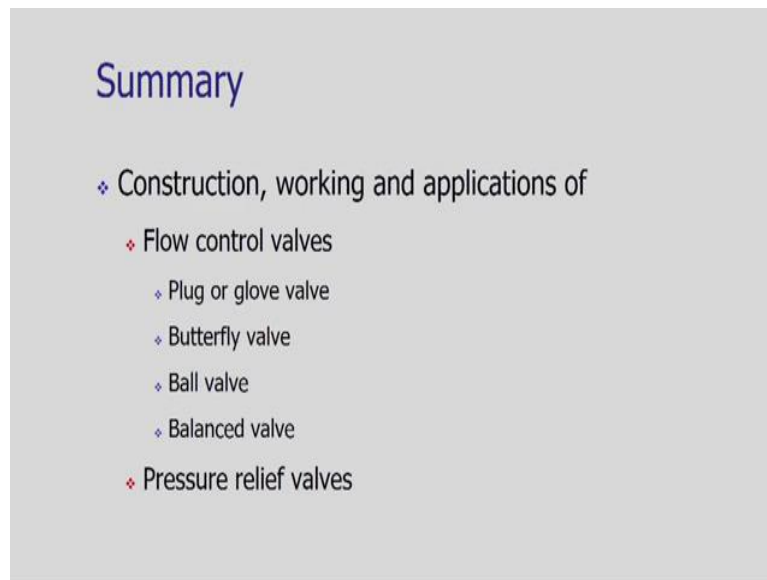 Summary
Construction, working and applications of
Flow control valves
Plug or glove valve
Butterfly valve
Ball valve
Balanced valve
Pressure relief valves